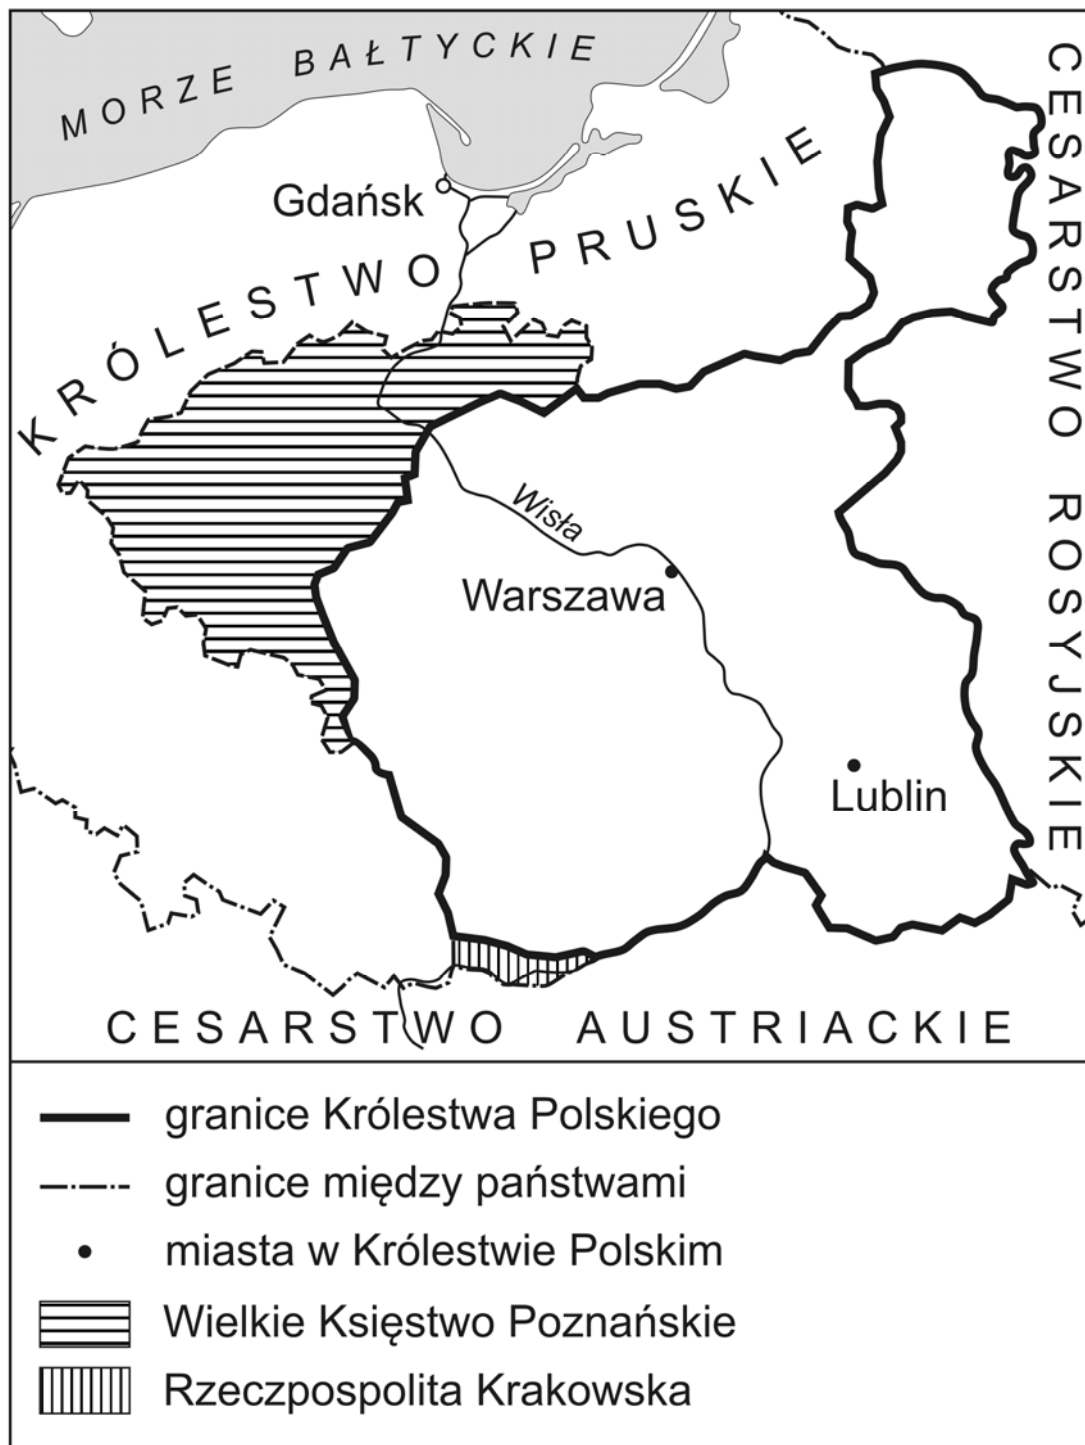 MORZE BAŁTYCKIE
Gdańsk
KRÓLESTWO PRUSKIE
CESARSTWO ROSYJSKIE
Wisła
Warszawa
Lublin
CESARSTWO AUSTRIACKIE
granice Królestwa Polskiego
granice między państwami
miasta w Królestwie Polskim
Wielkie Księstwo Poznańskie
Rzeczpospolita Krakowska